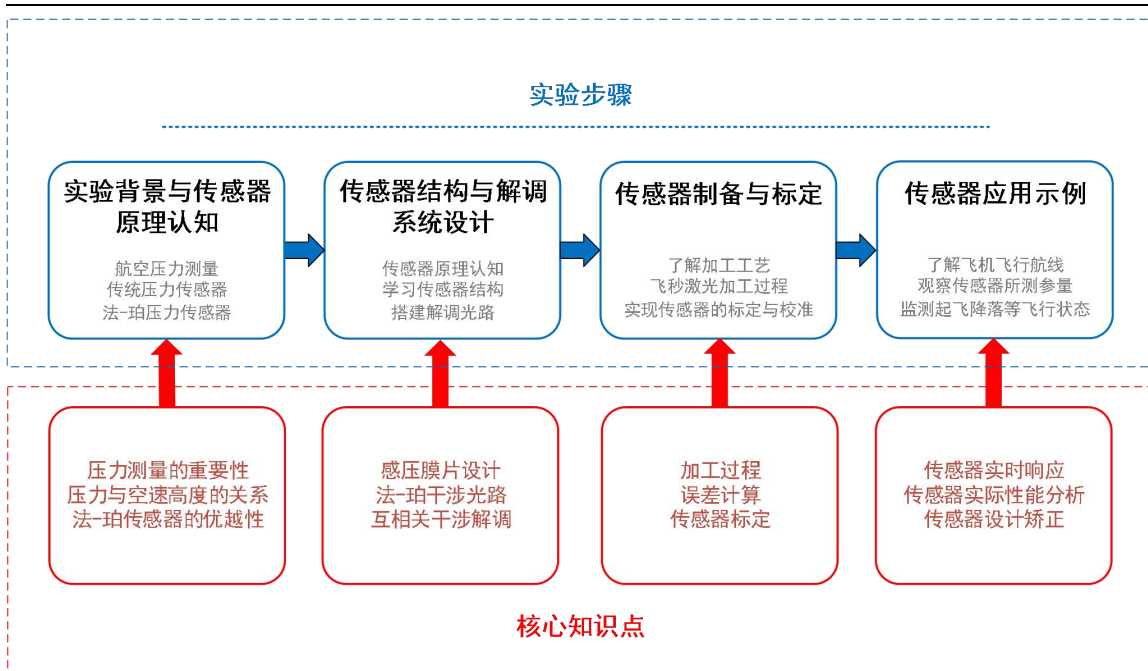 实验步骤
实验背景与传感器
原理认知
航空压力测量
传统压力传感器
法-珀压力传感器
传感器结构与解调
系统设计
传感器原理认知
学习传感器结构
搭建解调光路
传感器制备与标定
了解加工工艺
飞秒激光加工过程
实现传感器的标定与校准
传感器应用示例
了解飞机飞行航线
观察传感器所测参量
监测起飞降落等飞行状态
压力测量的重要性
压力与空速高度的关系
法-珀传感器的优越性
感压膜片设计
法-珀干涉光路
互相关干涉解调
加工过程
误差计算
传感器标定
传感器实时响应
传感器实际性能分析
传感器设计矫正
核心知识点